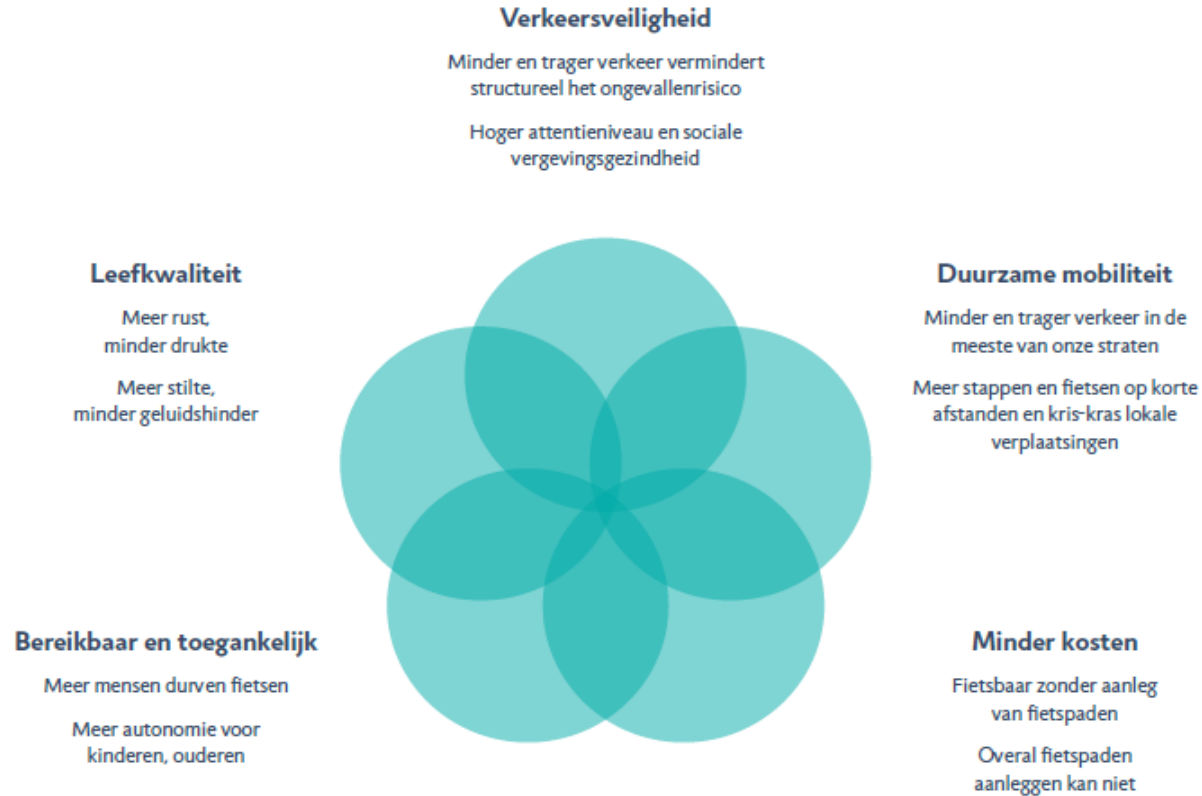 Verkeersveiligheid
Minder en trager verkeer vermindert
structureel het ongevallenrisico
Hoger attentieniveau en sociale
vergevingsgezindheid
Leefkwaliteit
Meer rust,
minder drukte
Meer stilte,
minder geluidshinder
Duurzame mobiliteit
Minder en trager verkeer in de
meeste van onze straten
Meer stappen en fietsen op korte
afstanden en kris-kras lokale
verplaatsingen
Bereikbaar en toegankelijk
Meer mensen durven fietsen
Meer autonomie voor
kinderen, ouderen
Minder kosten
Fietsbaar zonder aanleg
van fietspaden
Overal fietspaden
aanleggen kan niet